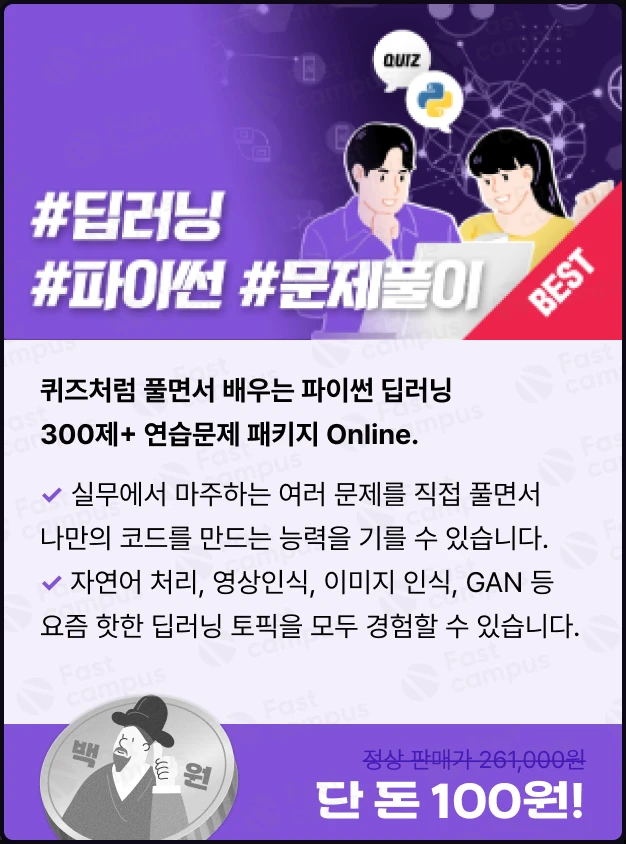 QUIZ
#딥러닝
#파이썬 #문제풀이
BEST
퀴즈처럼 풀면서 배우는 파이썬 딥러닝
300제+ 연습문제 패키지 Online.
✓ 실무에서 마주하는 여러 문제를 직접 풀면서
나만의 코드를 만드는 능력을 기를 수 있습니다.
✓ 자연어 처리, 영상인식, 이미지 인식, GAN 등
요즘 핫한 딥러닝 토픽을 모두 경험할 수 있습니다.
백 원
정상 판매가 261,000원
단 돈 100원!
Fast campus